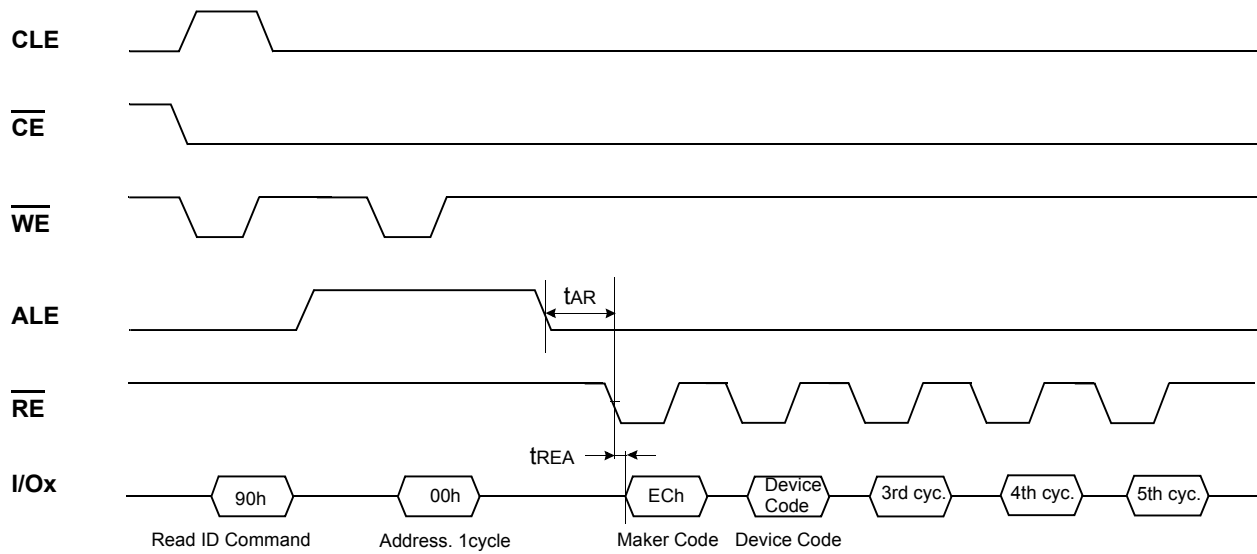 CLE
CE
WE
ALE
tAR
RE
tREA
I/Ox
90h
00h
ECh
Device
Code
3rd cyc.
4th cyc.
5th cyc.
Read ID Command
Address. 1cycle
Maker Code
Device Code